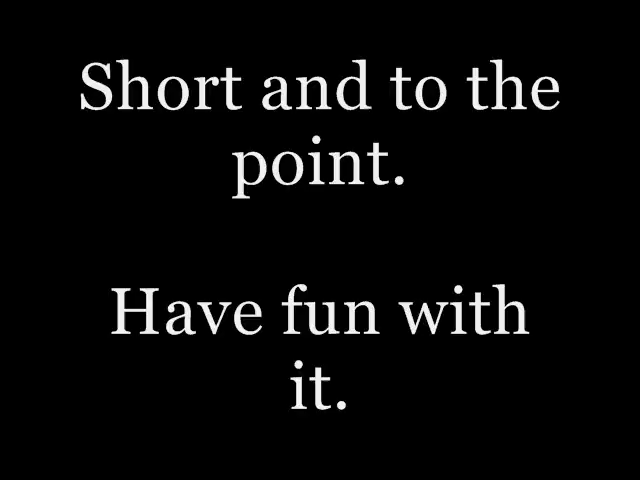 Short and to the
point.
Have fun with
it.